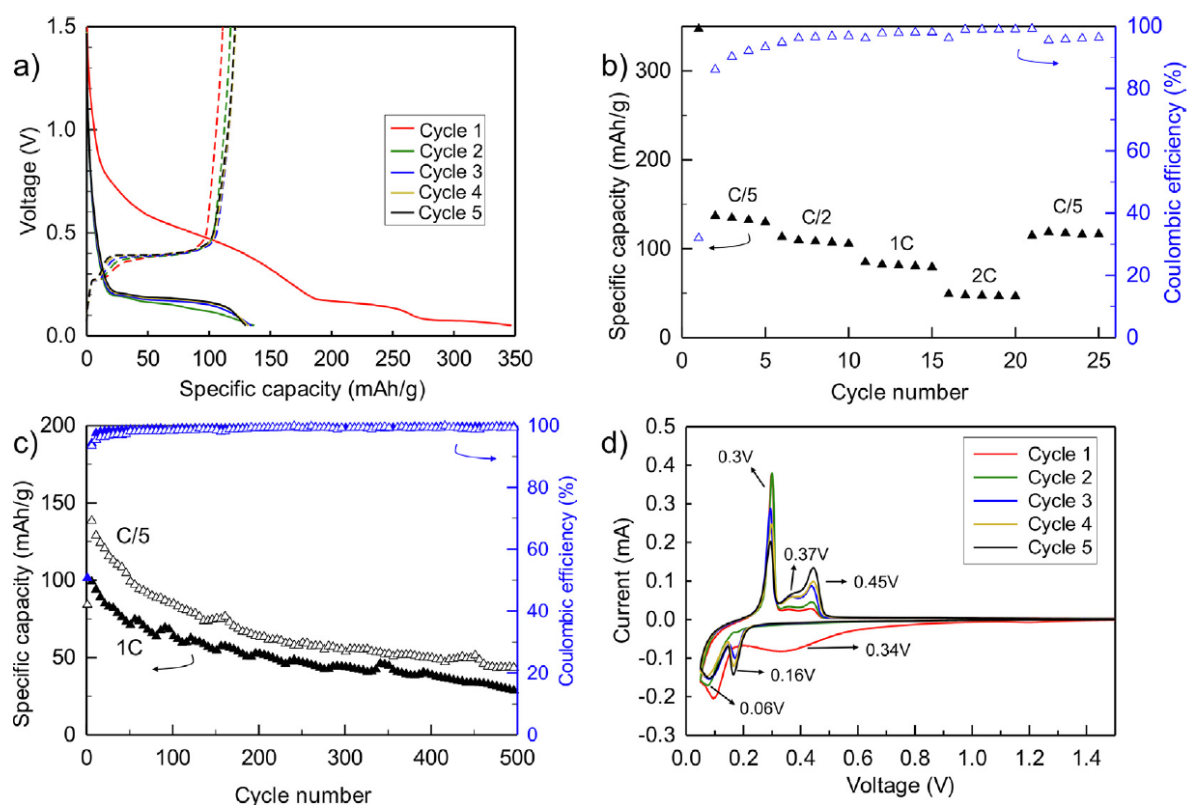 a)
1.5
1.0
0.5
0.0
Voltage (V)
Cycle 1
Cycle 2
Cycle 3
Cycle 4
Cycle 5
0
50
100
150
200
250
300
350
Specific capacity (mAh/g)
b)
300
200
100
0
Specific capacity (mAh/g)
C/5
C/2
1C
2C
C/5
100
80
60
40
20
0
Coulombic efficiency (%)
0
5
10
15
20
25
Cycle number
c)
200
150
100
50
0
Specific capacity (mAh/g)
C/5
1C
100
80
60
40
20
0
Coulombic efficiency (%)
0
100
200
300
400
500
Cycle number
d)
0.5
0.4
0.3
0.2
0.1
0.0
-0.1
-0.2
-0.3
Current (mA)
0.3V
0.37V
0.45V
0.34V
0.16V
0.06V
Cycle 1
Cycle 2
Cycle 3
Cycle 4
Cycle 5
0.0
0.2
0.4
0.6
0.8
1.0
1.2
1.4
Voltage (V)